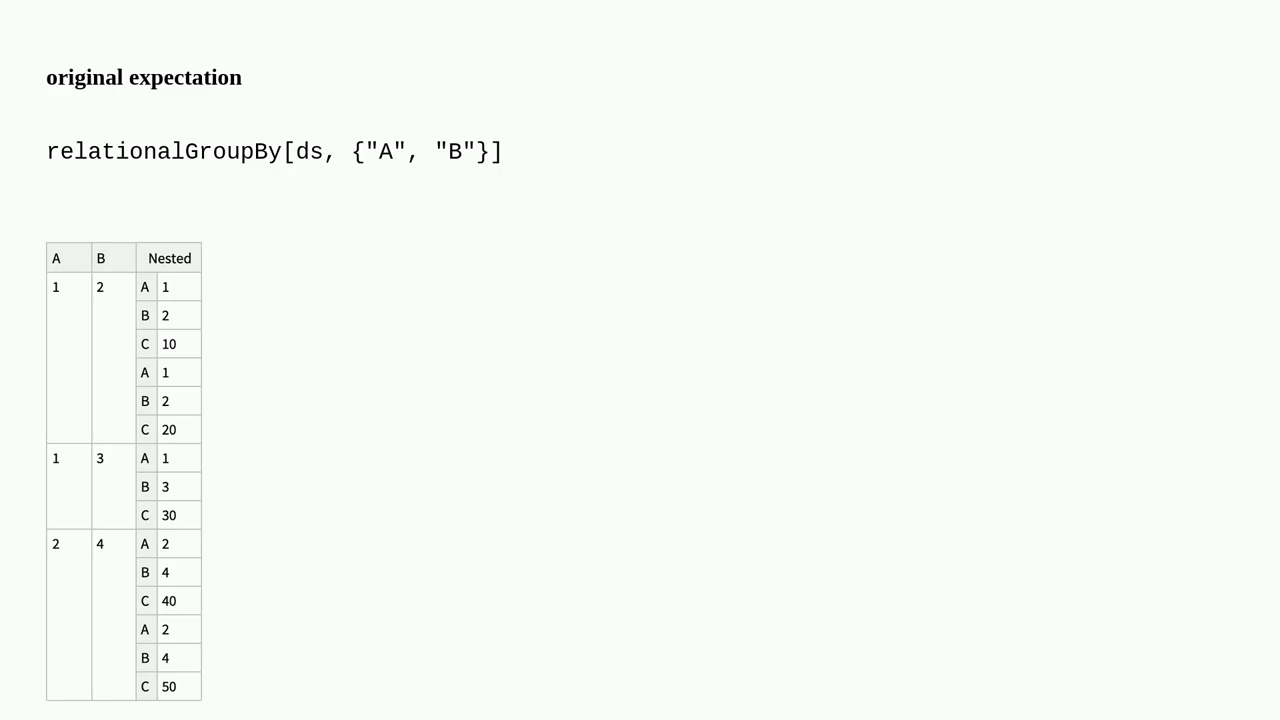 original expectation
relationalGroupBy[ds, {"A", "B"}]
A B Nested
1 2 A 1
B 2
C 10
A 1
B 2
C 20
1 3 A 1
B 3
C 30
2 4 A 2
B 4
C 40
A 2
B 4
C 50